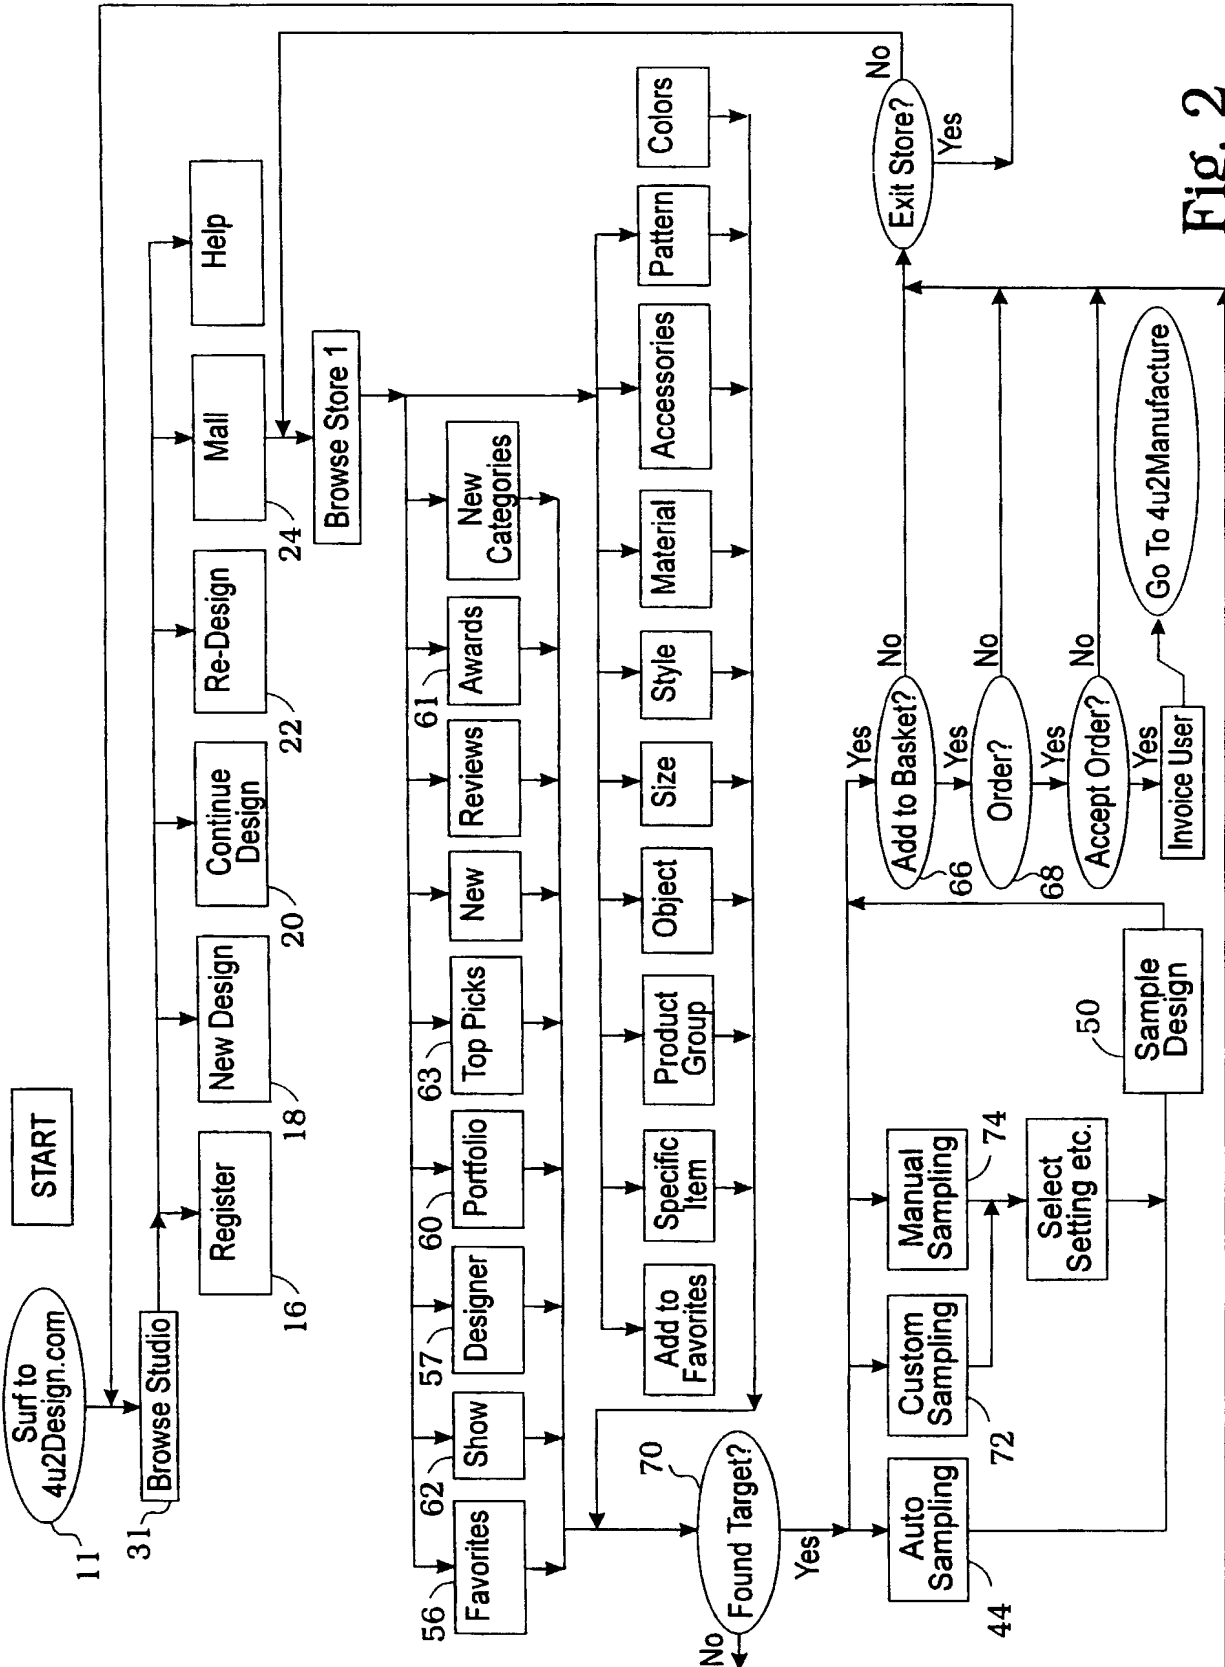 START
Surf to
4u2Design.com
11
Browse Studio
31
Register
16
New Design
18
Continue
Design
20
Re-Design
22
Mall
24
Help
Browse Store 1
Favorites
56
Show
62
Designer
57
Portfolio
60
Top Picks
63
New
Reviews
Awards
61
New
Categories
Add to
Favorites
Specific
Item
Product
Group
Object
Size
Style
Material
Accessories
Pattern
Colors
Found Target?
70
No
Yes
Auto
Sampling
44
Custom
Sampling
72
Manual
Sampling
74
Select
Setting etc.
Sample
Design
50
Yes
Add to Basket?
66
No
Yes
Order?
68
No
Yes
Accept Order?
No
Yes
Invoice User
Go To 4u2Manufacture
Exit Store?
No
Yes
Fig. 2